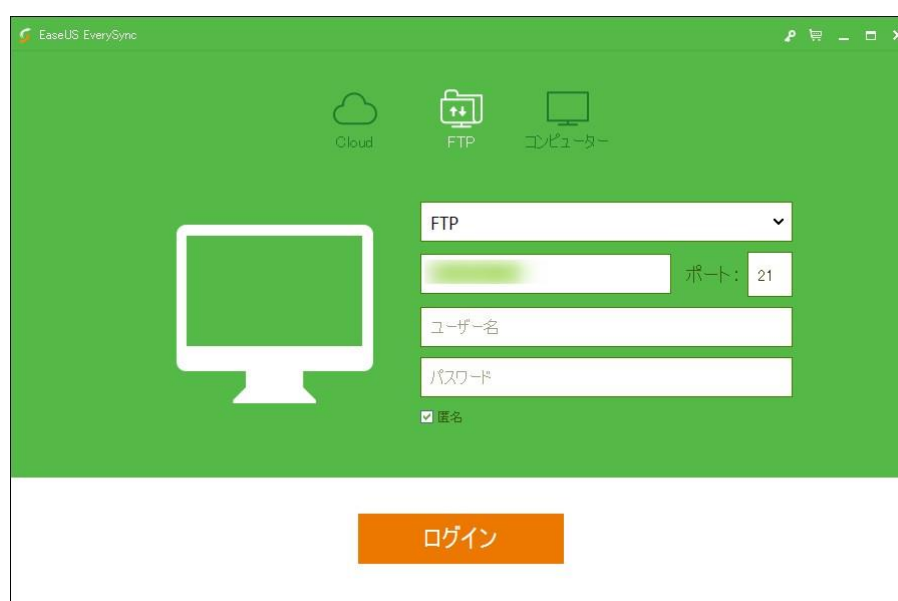 EaseUS EverySync
Cloud
FTP
コンピューター
FTP
ポート: 21
ユーザー名
パスワード
匿名
ログイン